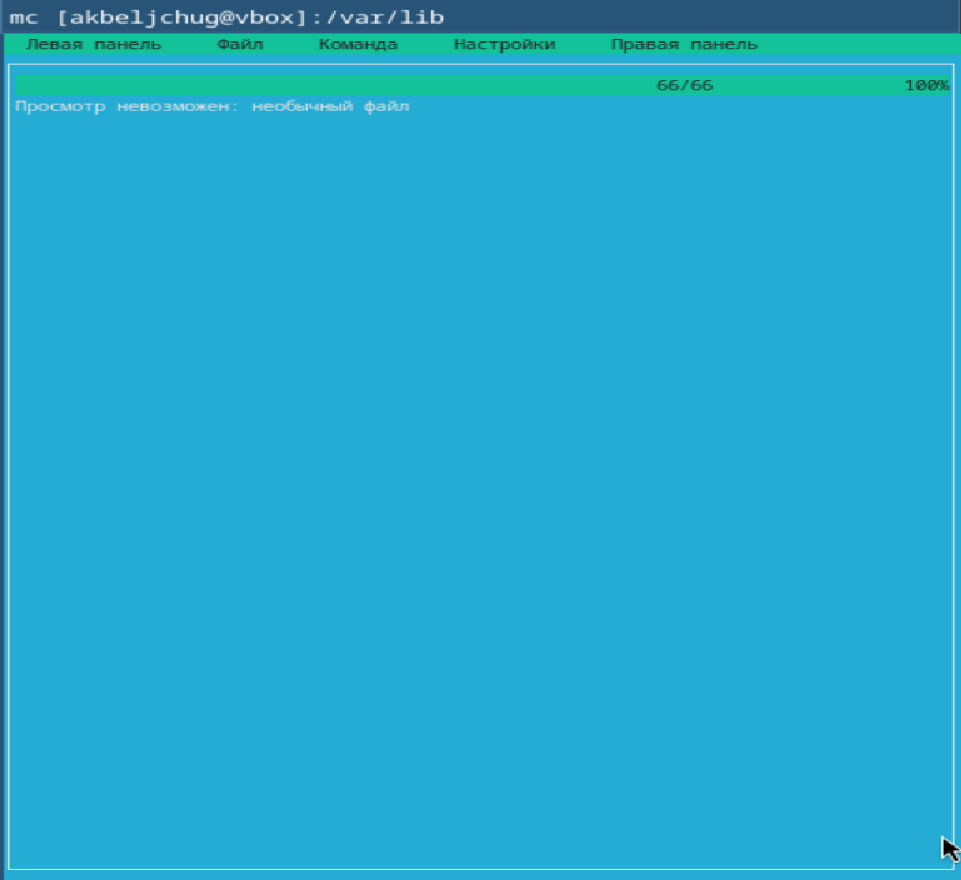 mc [akbeljchug@vbox]:/var/lib
Левая панель Файл Команда Настройки Правая панель
66/66 100%
Просмотр невозможен: необычный файл